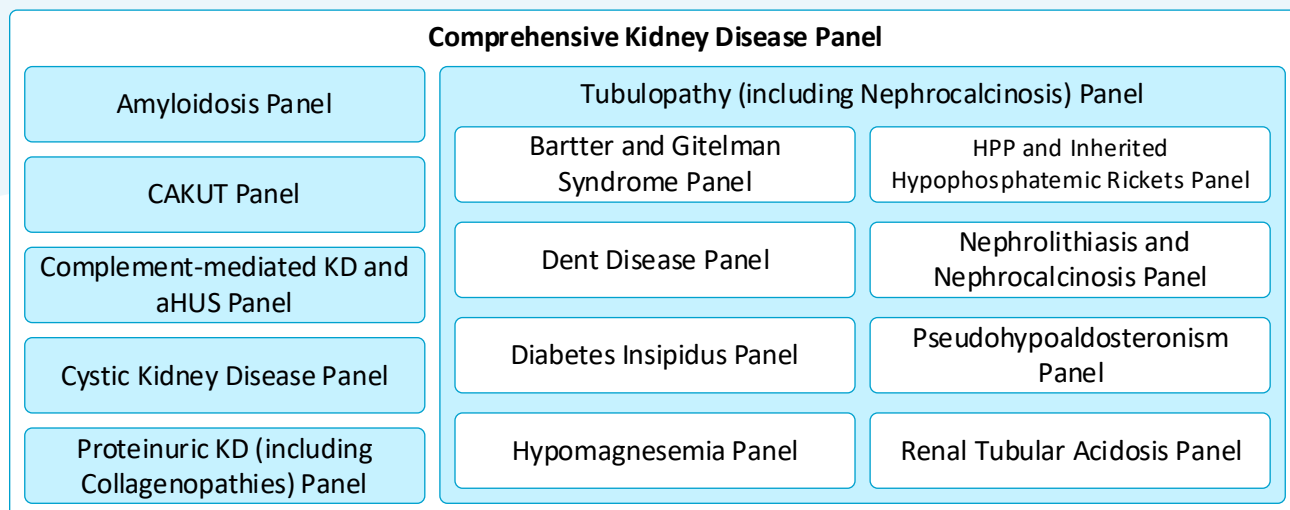 Comprehensive Kidney Disease Panel
Amyloidosis Panel
CAKUT Panel
Complement-mediated KD and
aHUS Panel
Cystic Kidney Disease Panel
Proteinuric KD (including
Collagenopathies) Panel
Tubulopathy (including Nephrocalcinosis) Panel
Bartter and Gitelman
Syndrome Panel
HPP and Inherited
Hypophosphatemic Rickets Panel
Dent Disease Panel
Nephrolithiasis and
Nephrocalcinosis Panel
Diabetes Insipidus Panel
Pseudohypoaldosteronism
Panel
Hypomagnesemia Panel
Renal Tubular Acidosis Panel